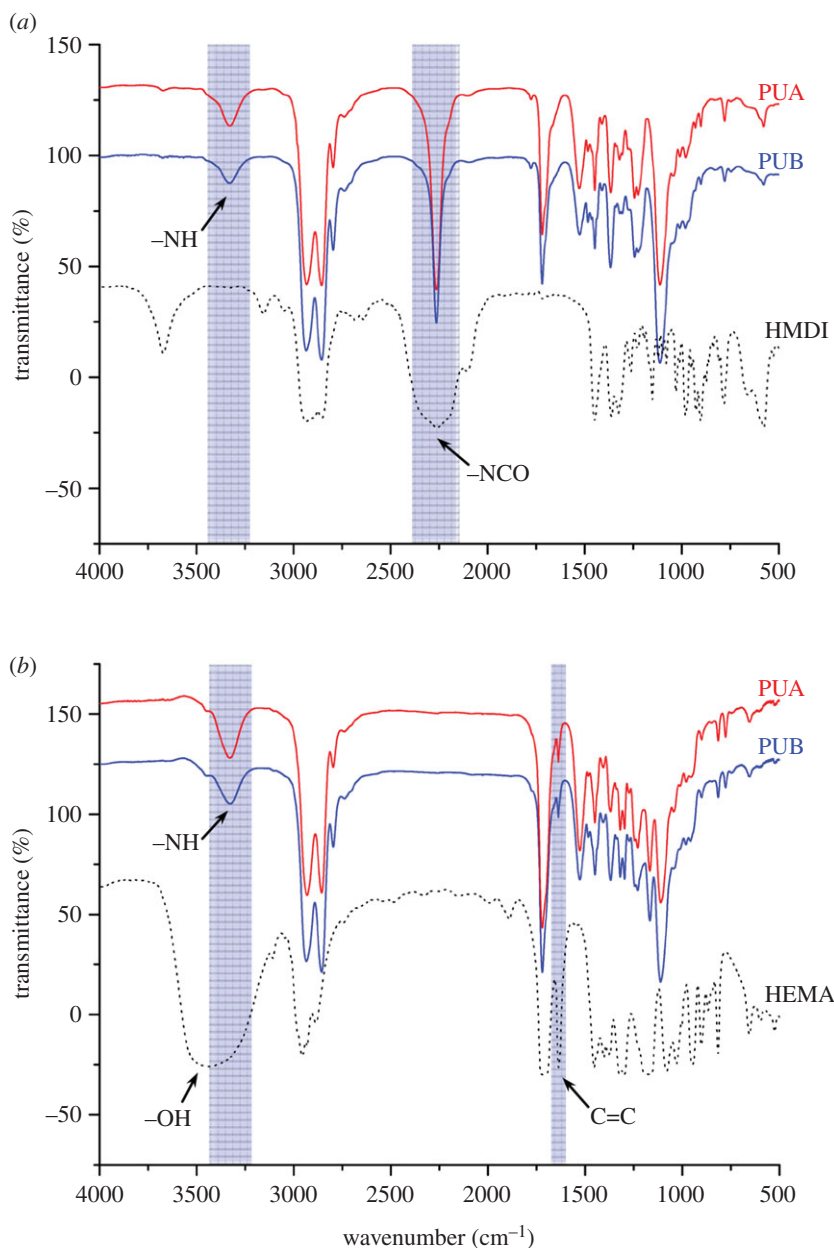 (a)
150
100
50
0
–50
transmittance (%)
PUA
PUB
HMDI
–NH
–NCO
4000 3500 3000 2500 2000 1500 1000 500
(b)
150
100
50
0
–50
–100
transmittance (%)
PUA
PUB
HEMA
–NH
–OH
C=C
4000 3500 3000 2500 2000 1500 1000 500
wavenumber (cm⁻¹)